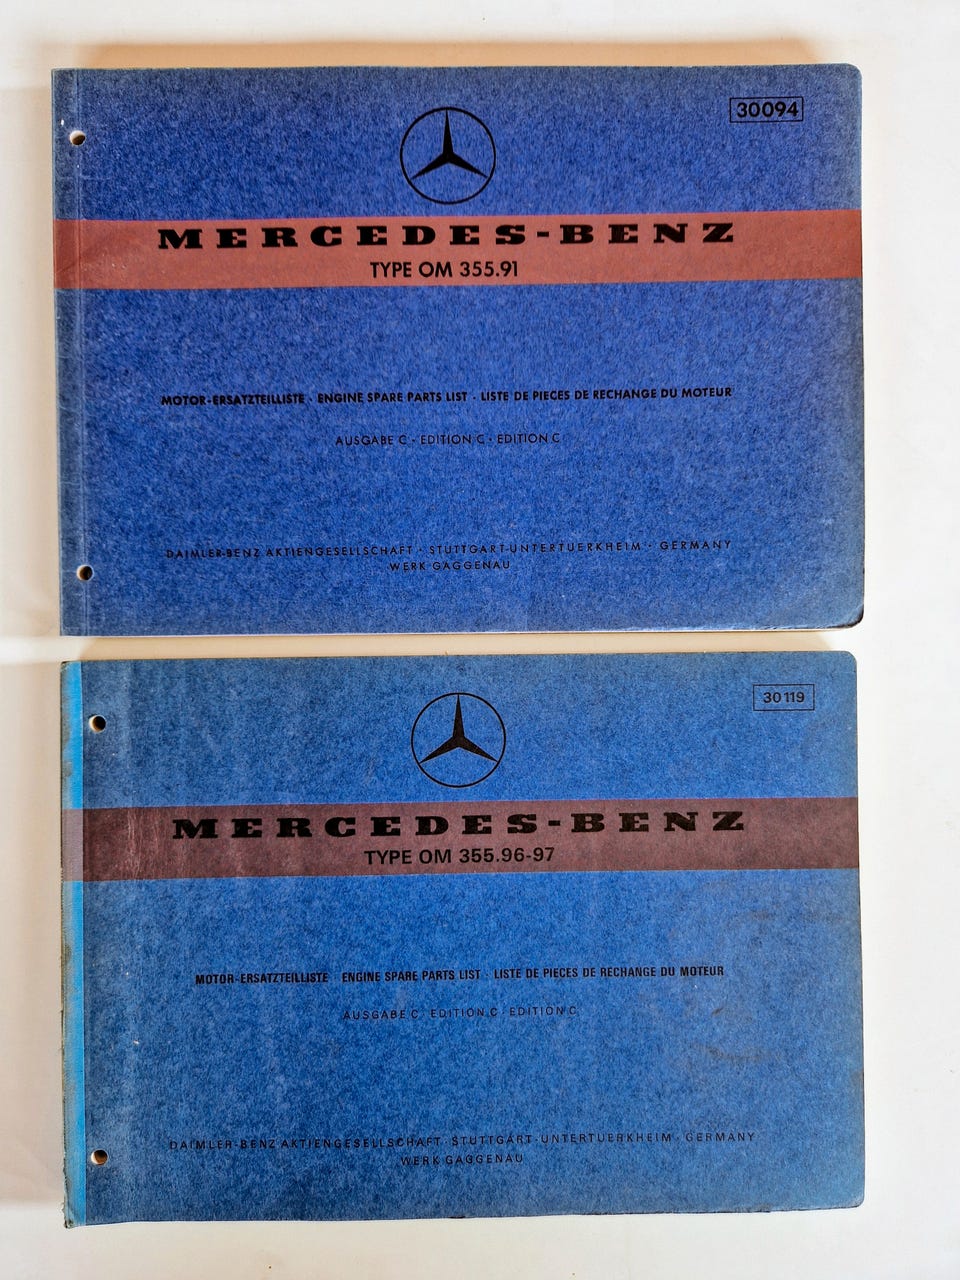 30094
MERCEDES-BENZ
TYPE OM 355.91
MOTOR-ERSATZTEILLISTE · ENGINE SPARE PARTS LIST · LISTE DE PIECES DE RECHANGE DU MOTEUR
AUSGABE C · EDITION C · EDITION C
DAIMLER-BENZ AKTIENGESELLSCHAFT · STUTTGART-UNTERTUERKHEIM · GERMANY
WERK GAGGENAU
30119
MERCEDES-BENZ
TYPE OM 355.96-97
MOTOR-ERSATZTEILLISTE · ENGINE SPARE PARTS LIST · LISTE DE PIECES DE RECHANGE DU MOTEUR
AUSGABE C · EDITION C · EDITION C
DAIMLER-BENZ AKTIENGESELLSCHAFT · STUTTGART-UNTERTUERKHEIM · GERMANY
WERK GAGGENAU